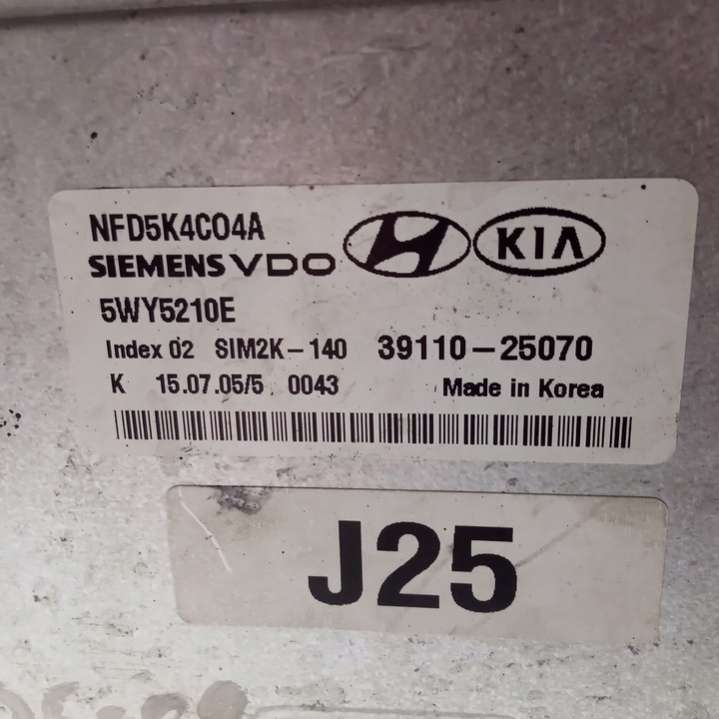 NFD5K4C04A
SIEMENS VDO
KIA
5WY5210E
Index 02 SIM2K-140 39110-25070
K 15.07.05/5 0043 Made in Korea
J25